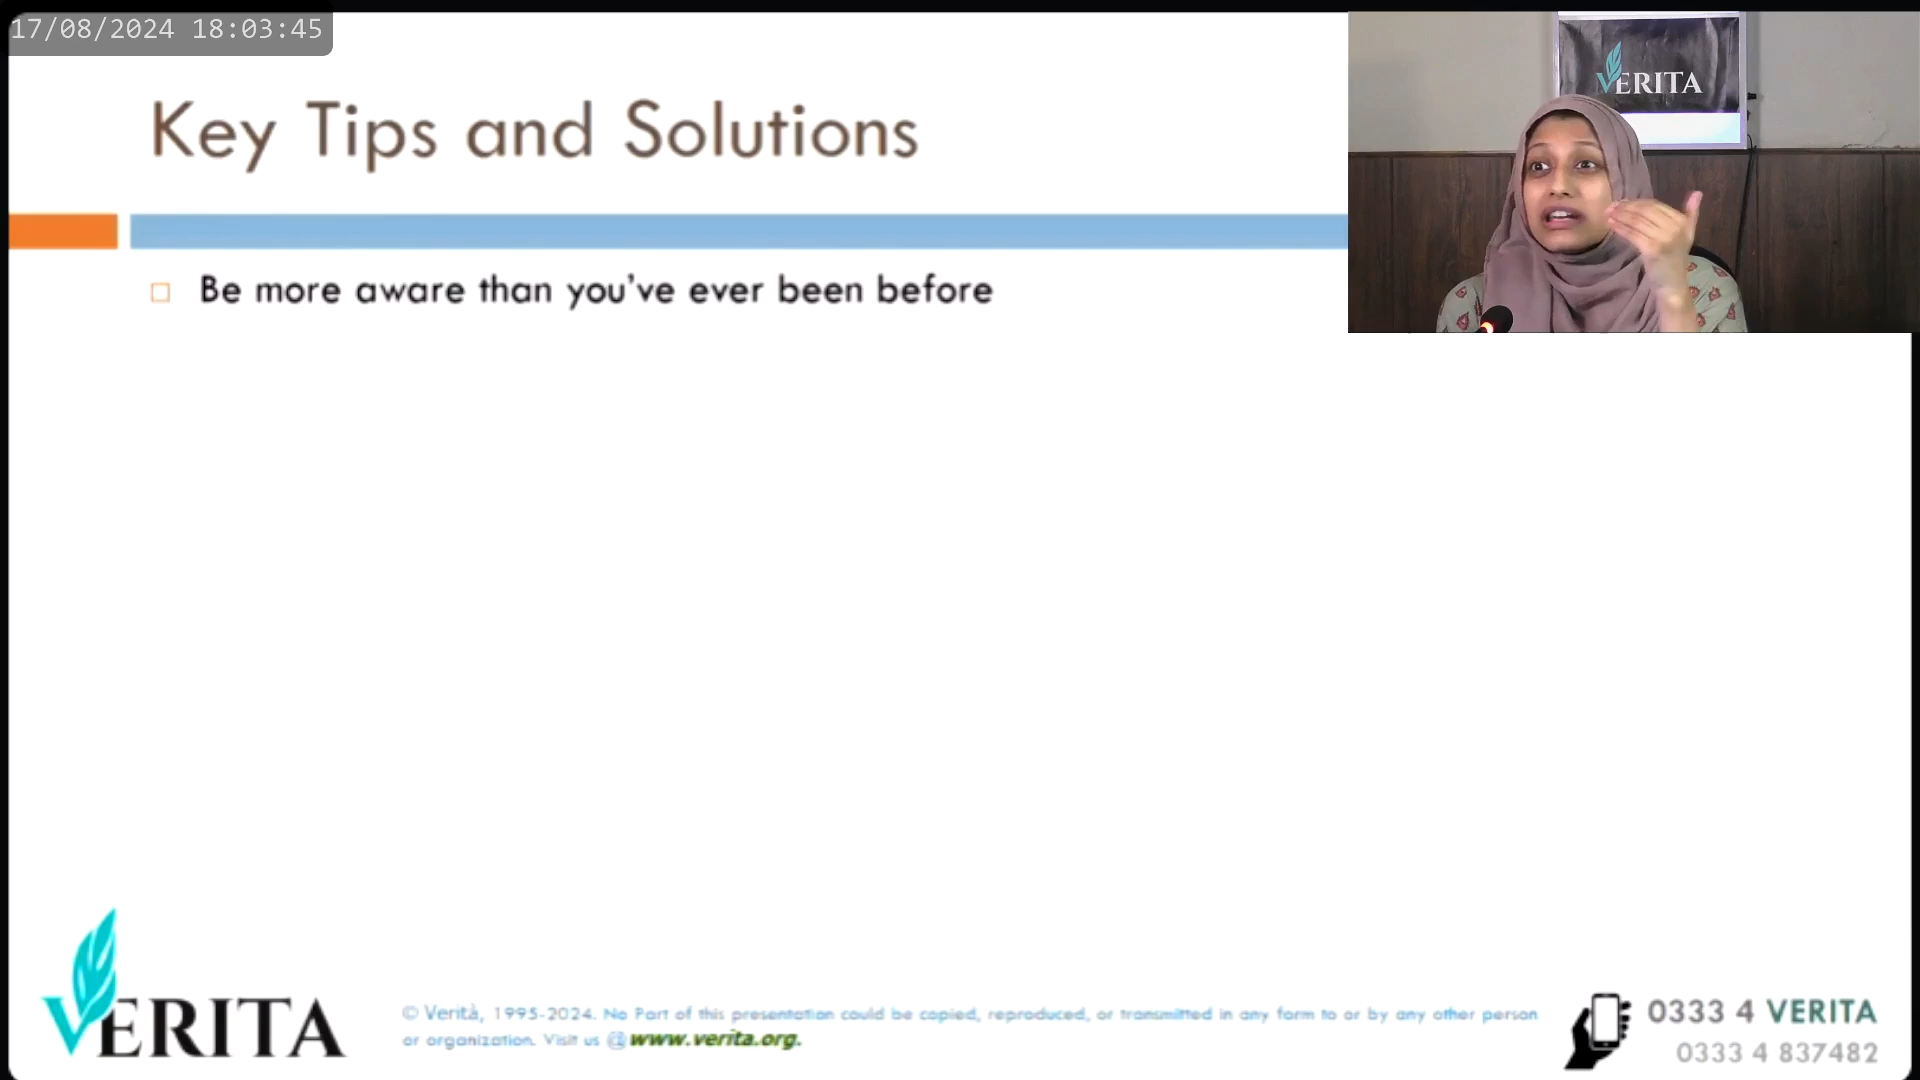 17/08/2024 18:03:45
VERITA
Key Tips and Solutions
Be more aware than you've ever been before
VERITA
© Verità, 1995-2024. No Part of this presentation could be copied, reproduced, or transmitted in any form to or by any other person
or organization. Visit us @www.verita.org.
0333 4 VERITA
0333 4 837482